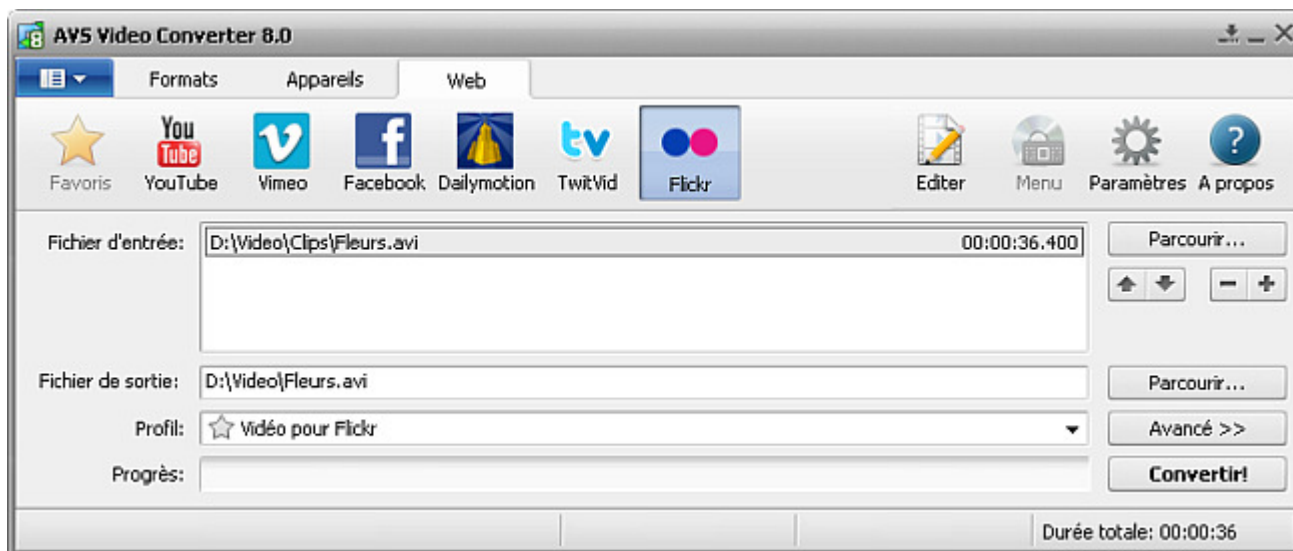 AVS Video Converter 8.0
Formats Appareils Web
You
Tube
Favoris YouTube Vimeo Facebook Dailymotion TwitVid Flickr Editer Menu Paramètres A propos
Fichier d'entrée: D:\Video\Clips\Fleurs.avi 00:00:36.400 Parcourir...
Fichier de sortie: D:\Video\Fleurs.avi Parcourir...
Profil: Vidéo pour Flickr Avancé >>
Progrès: Convertir!
Durée totale: 00:00:36